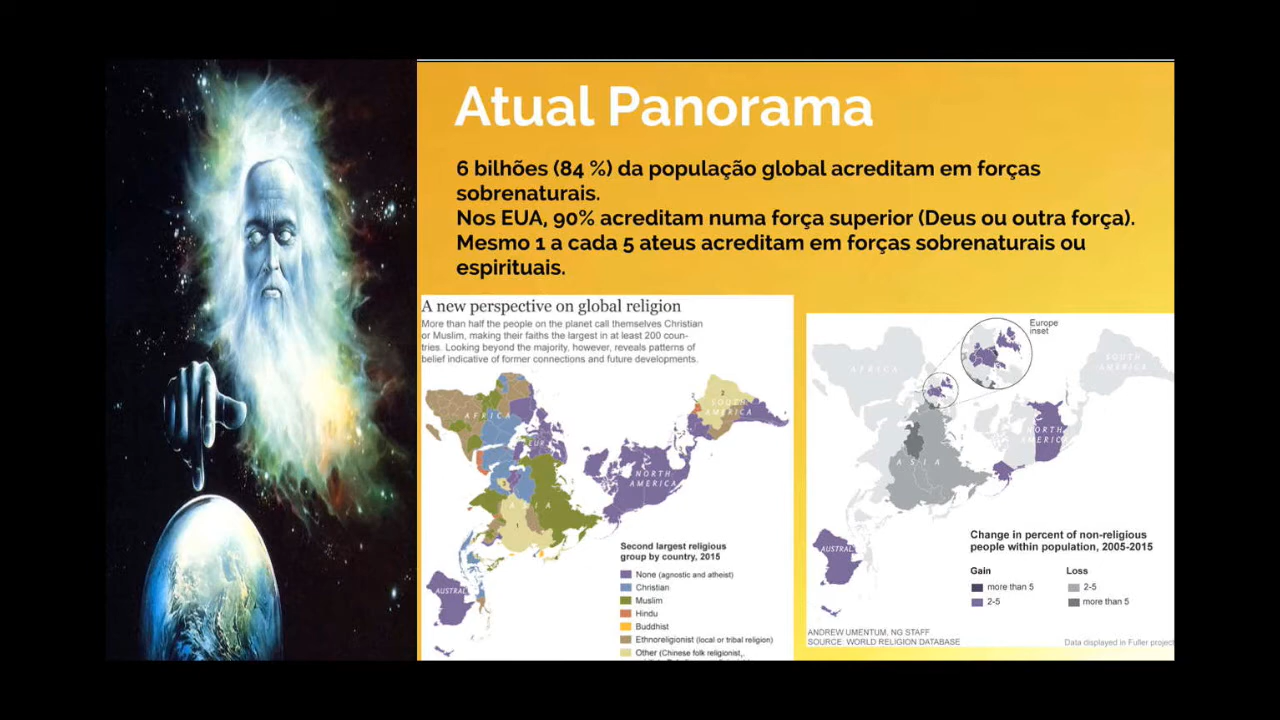 Atual Panorama
6 bilhões (84 %) da população global acreditam em forças
sobrenaturais.
Nos EUA, 90% acreditam numa força superior (Deus ou outra força).
Mesmo 1 a cada 5 ateus acreditam em forças sobrenaturais ou
espirituais.
A new perspective on global religion
More than half the people on the planet call themselves Christian
or Muslim, making their faiths the largest in at least 200 coun-
tries. Looking beyond the majority, however, reveals patterns of
belief indicative of former connections and future developments.
AFRICA
EUR
ASIA
1
NORTH
AMERICA
2
2
SOUTH
AMERICA
AUSTRAL
Second largest religious
group by country, 2015
None (agnostic and atheist)
Christian
Muslim
Hindu
Buddhist
Ethnoreligionist (local or tribal religion)
Other (Chinese folk religionist,
Europe
inset
AFRICA
SOUTH
AMERICA
NORTH
AMERICA
ASIA
AUSTRAL
Change in percent of non-religious
people within population, 2005-2015
Gain
Loss
more than 5
2-5
2-5
more than 5
ANDREW UMENTUM, NG STAFF
SOURCE: WORLD RELIGION DATABASE
Data displayed in Fuller project